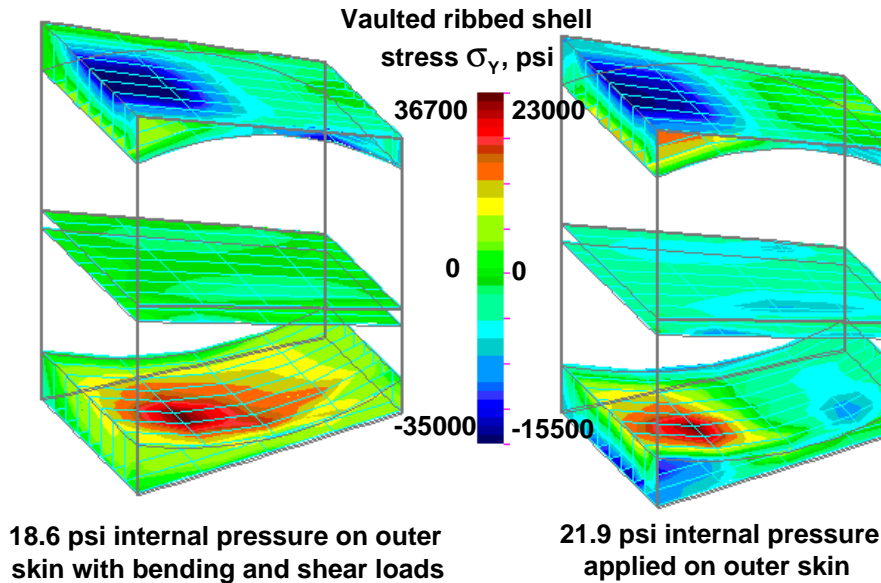 Vaulted ribbed shell
stress σY, psi
36700 23000
0 0
-35000 -15500
18.6 psi internal pressure on outer
skin with bending and shear loads
21.9 psi internal pressure
applied on outer skin